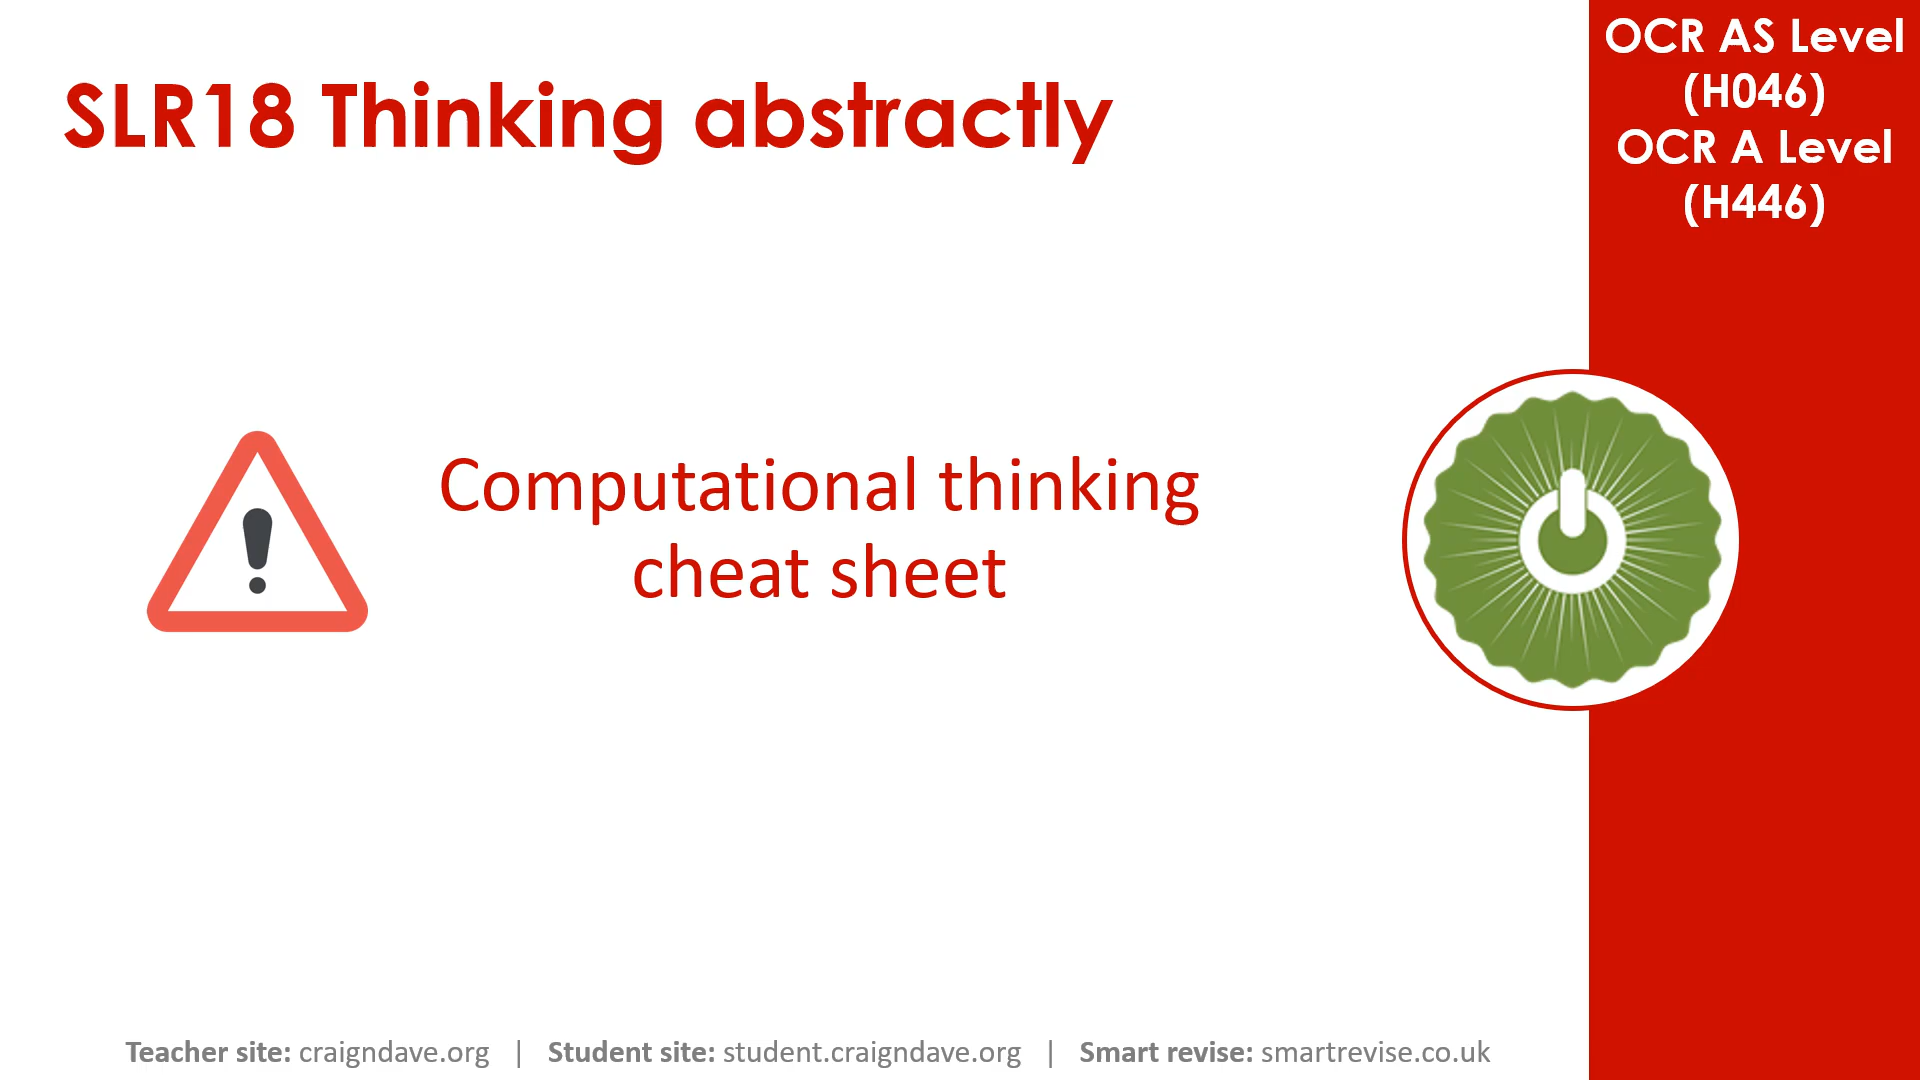 SLR18 Thinking abstractly
OCR AS Level
(H046)
OCR A Level
(H446)
Computational thinking
cheat sheet
Teacher site: craigndave.org | Student site: student.craigndave.org | Smart revise: smartrevise.co.uk